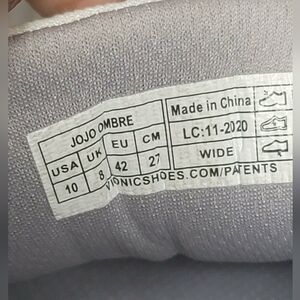 JOJO OMBRE
USA UK EU CM
10 8 42 27
Made in China
LC:11-2020
WIDE
VIONICSHOES.COM/PATENTS